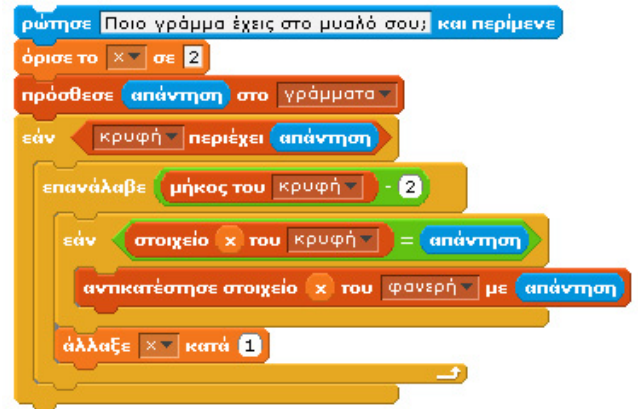 ρώτησε Ποιο γράμμα έχεις στο μυαλό σου; και περίμενε
όρισε το x σε 2
πρόσθεσε απάντηση στο γράμματα
εάν κρυφή περιέχει απάντηση
επανάλαβε μήκος του κρυφή - 2
εάν στοιχείο x του κρυφή = απάντηση
αντικατέστησε στοιχείο x του φανερή με απάντηση
άλλαξε x κατά 1